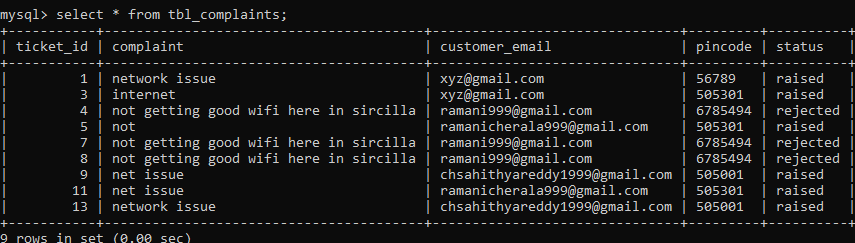 mysql> select * from tbl_complaints;
+-----------+--------------------------------------+-----------------------------+---------+----------+
| ticket_id | complaint                            | customer_email              | pincode | status   |
+-----------+--------------------------------------+-----------------------------+---------+----------+
|         1 | network issue                        | xyz@gmail.com               | 56789   | raised   |
|         3 | internet                             | xyz@gmail.com               | 505301  | raised   |
|         4 | not getting good wifi here in sircilla | ramani999@gmail.com         | 6785494 | rejected |
|         5 | not                                  | ramanicherala999@gmail.com  | 505301  | raised   |
|         7 | not getting good wifi here in sircilla | ramani999@gmail.com         | 6785494 | rejected |
|         8 | not getting good wifi here in sircilla | ramani999@gmail.com         | 6785494 | rejected |
|         9 | net issue                            | chsahithyareddy1999@gmail.com | 505001  | raised   |
|        11 | net issue                            | ramanicherala999@gmail.com  | 505301  | raised   |
|        13 | network issue                        | chsahithyareddy1999@gmail.com | 505001  | raised   |
+-----------+--------------------------------------+-----------------------------+---------+----------+
9 rows in set (0.00 sec)